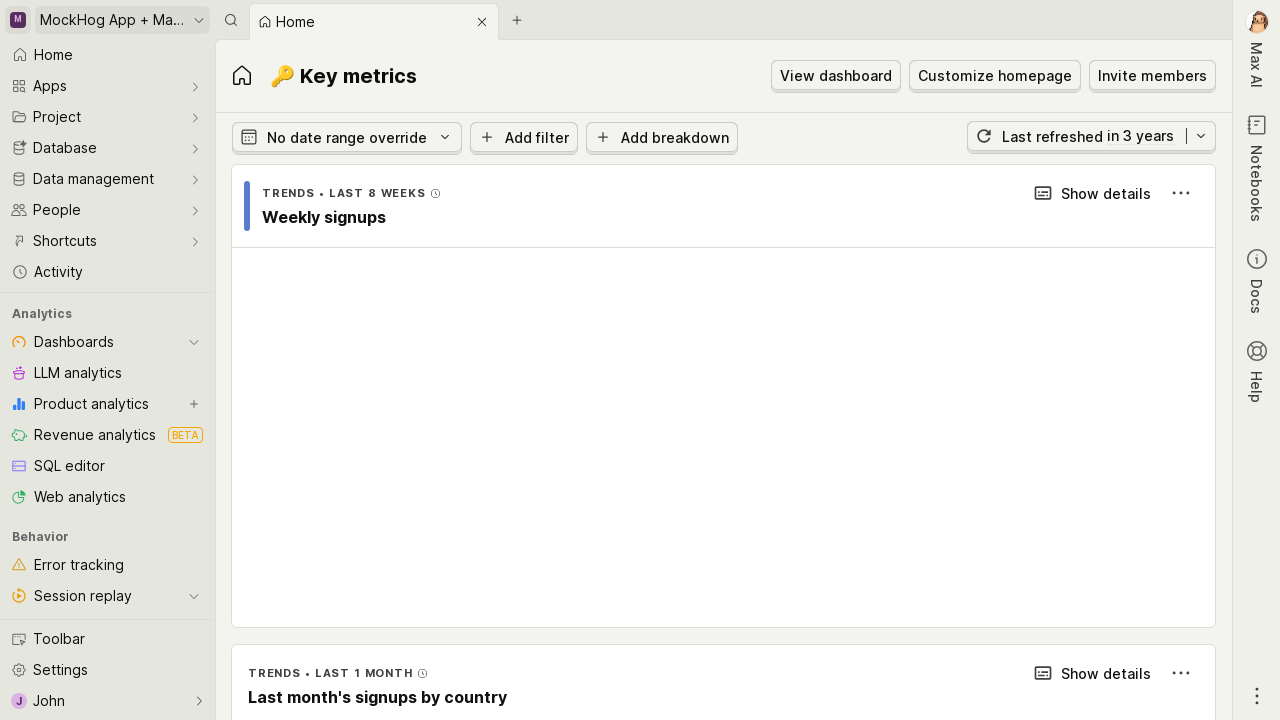 M
MockHog App + Ma...
Home
Home
Apps
Project
Database
Data management
People
Shortcuts
Activity
Analytics
Dashboards
LLM analytics
Product analytics
Revenue analytics
BETA
SQL editor
Web analytics
Behavior
Error tracking
Session replay
Toolbar
Settings
J
John
🔑 Key metrics
View dashboard
Customize homepage
Invite members
No date range override
Add filter
Add breakdown
Last refreshed in 3 years
TRENDS • LAST 8 WEEKS
Show details
Weekly signups
TRENDS • LAST 1 MONTH
Show details
Last month's signups by country
Max AI
Notebooks
Docs
Help